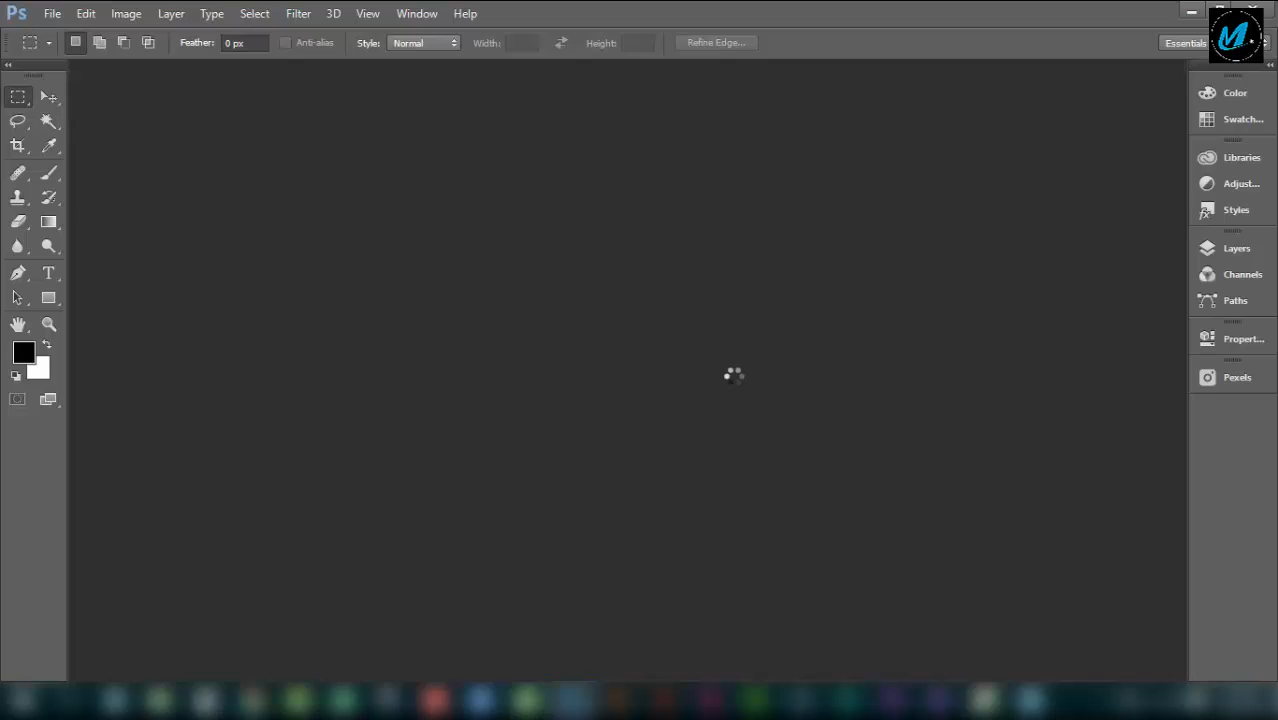 Ps File Edit Image Layer Type Select Filter 3D View Window Help
Feather: 0 px Anti-alias Style: Normal Width: Height: Refine Edge... Essentials
Color
Swatch...
Libraries
Adjust...
Styles
Layers
Channels
Paths
Propert...
Pexels
T